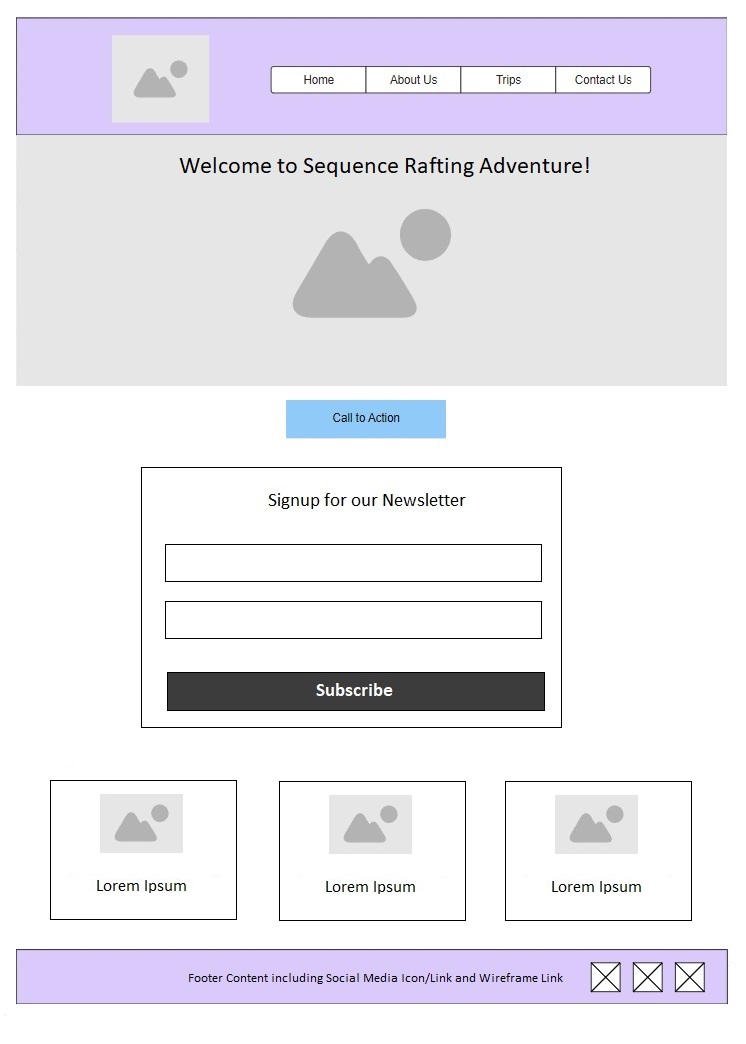 Home About Us Trips Contact Us
Welcome to Sequence Rafting Adventure!
Call to Action
Signup for our Newsletter
Subscribe
Lorem Ipsum Lorem Ipsum Lorem Ipsum
Footer Content including Social Media Icon/Link and Wireframe Link